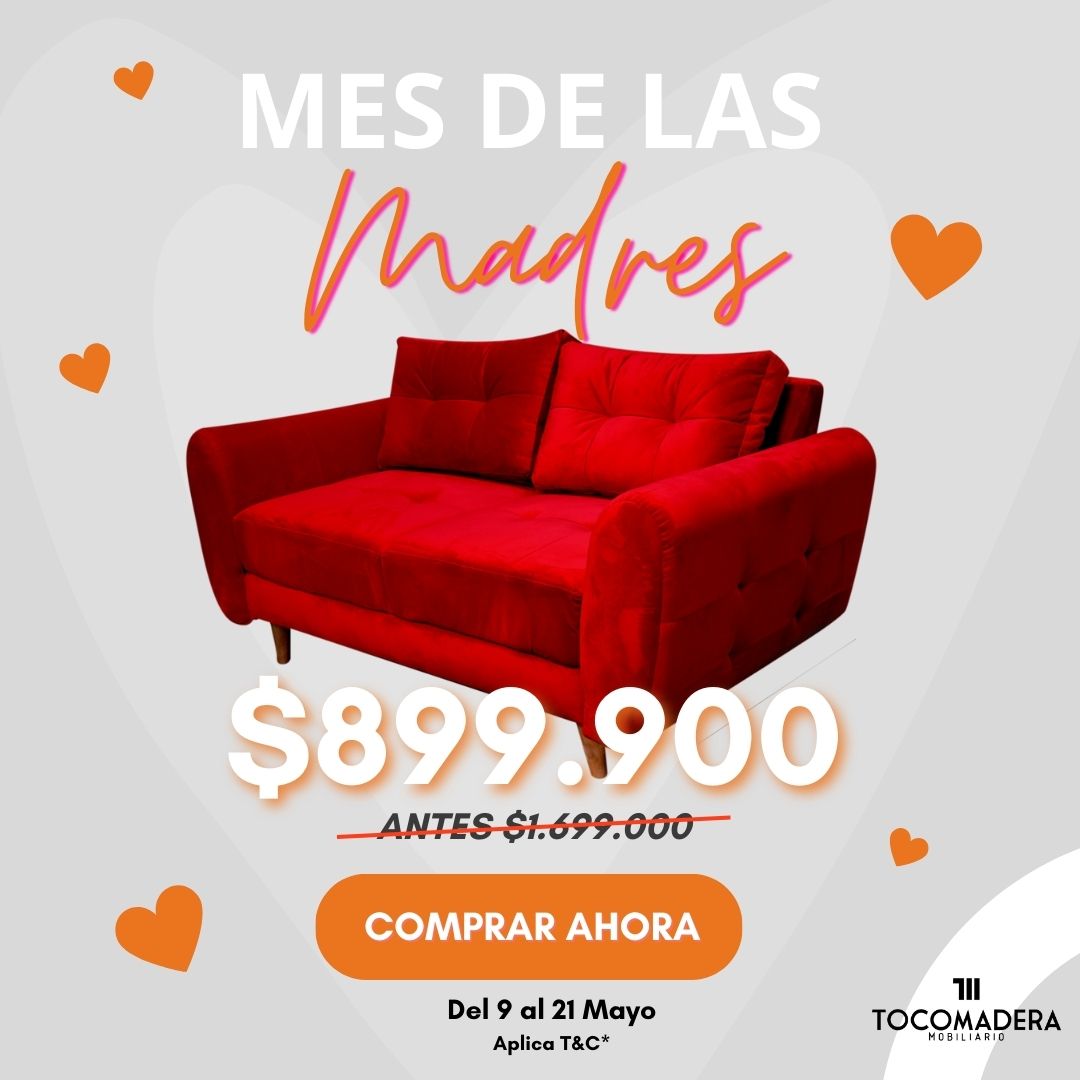 MES DE LAS
Madres
$899.900
ANTES $1.699.000
COMPRAR AHORA
Del 9 al 21 Mayo
Aplica T&C*
TOCOMADERA
MOBILIARIO